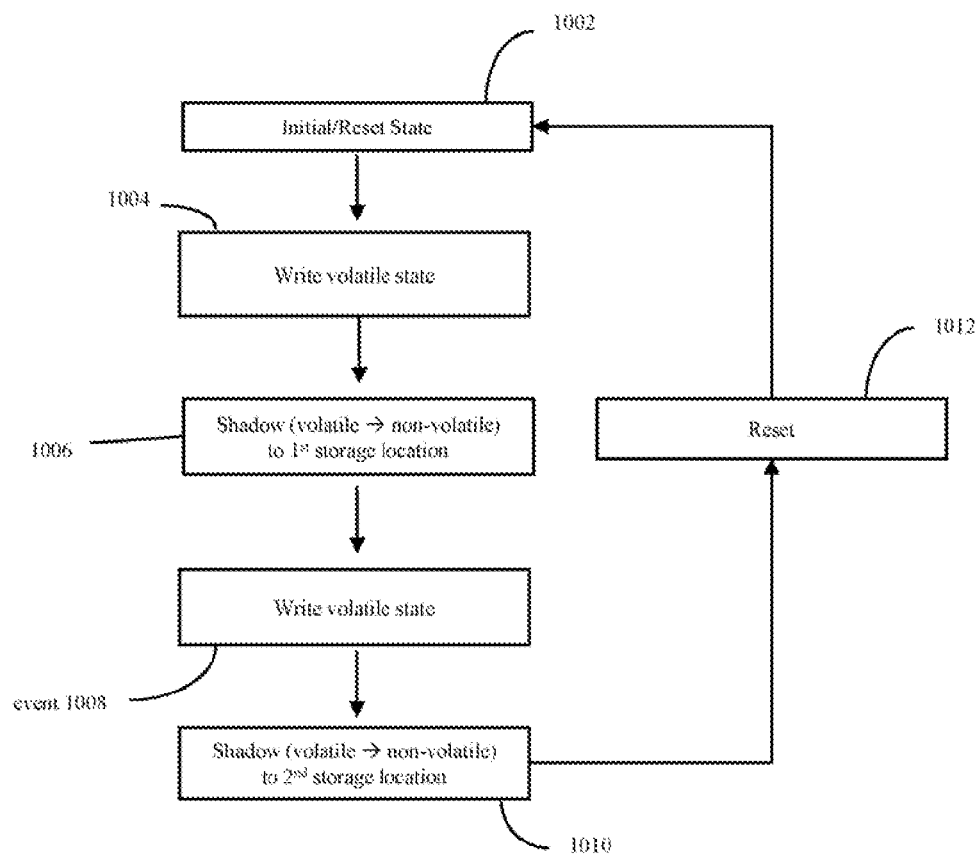 1002
Initial/Reset State
1004
Write volatile state
1012
Shadow (volatile → non-volatile)
to 1st storage location
1006
Reset
Write volatile state
event 1008
Shadow (volatile → non-volatile)
to 2nd storage location
1010